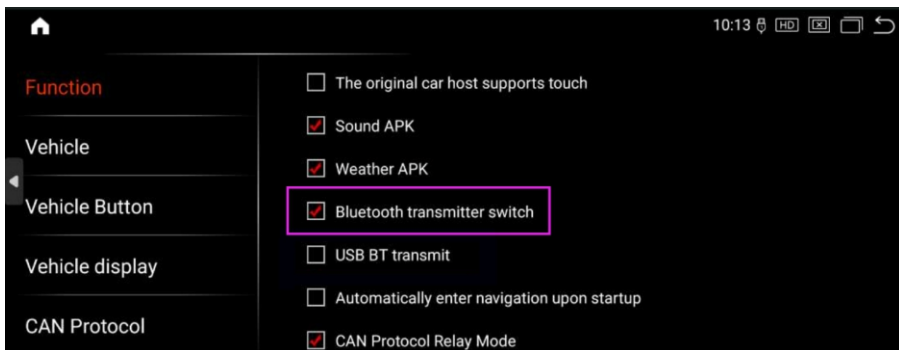 10:13 HD
Function
Vehicle
Vehicle Button
Vehicle display
CAN Protocol
The original car host supports touch
Sound APK
Weather APK
Bluetooth transmitter switch
USB BT transmit
Automatically enter navigation upon startup
CAN Protocol Relay Mode